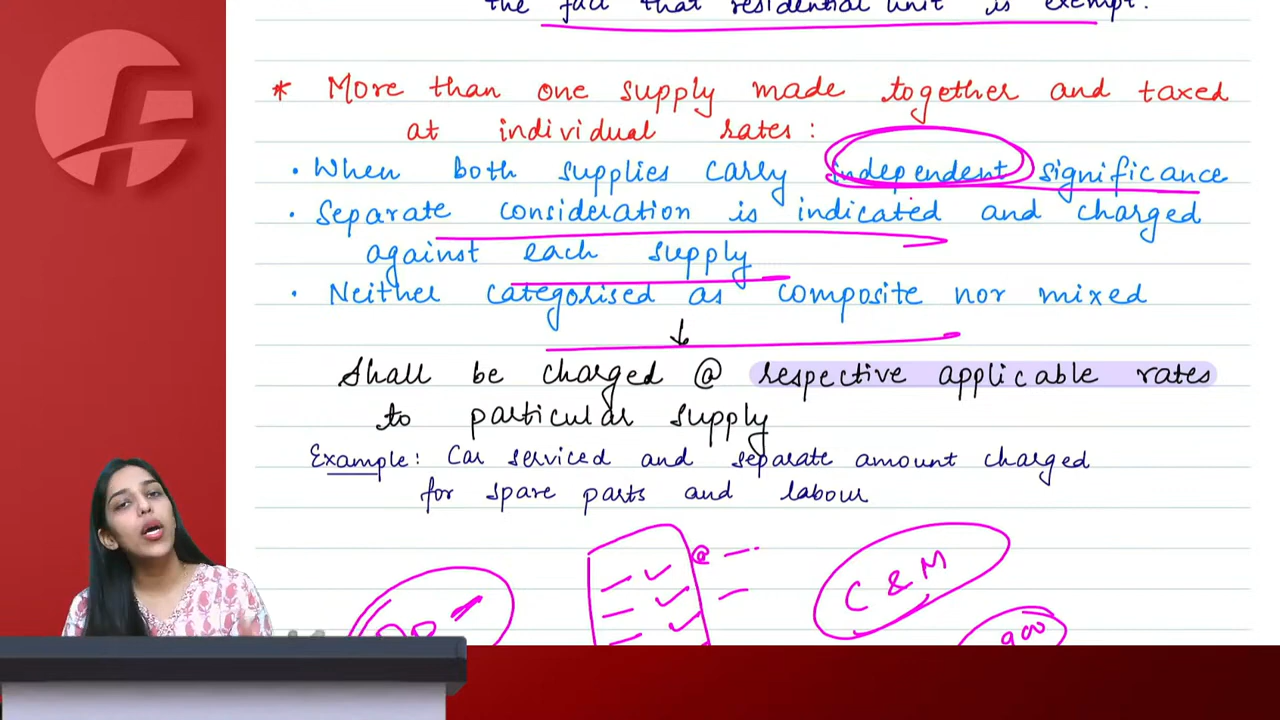 the fact that residential unit is exempt.
* More than one supply made together and taxed
at individual rates:
• When both supplies carry independent significance
• Separate consideration is indicated and charged
against each supply
• Neither categorised as composite nor mixed
↓
Shall be charged @ respective applicable rates
to particular supply
Example: Car serviced and separate amount charged
for spare parts and labour
@ -
C & M
900